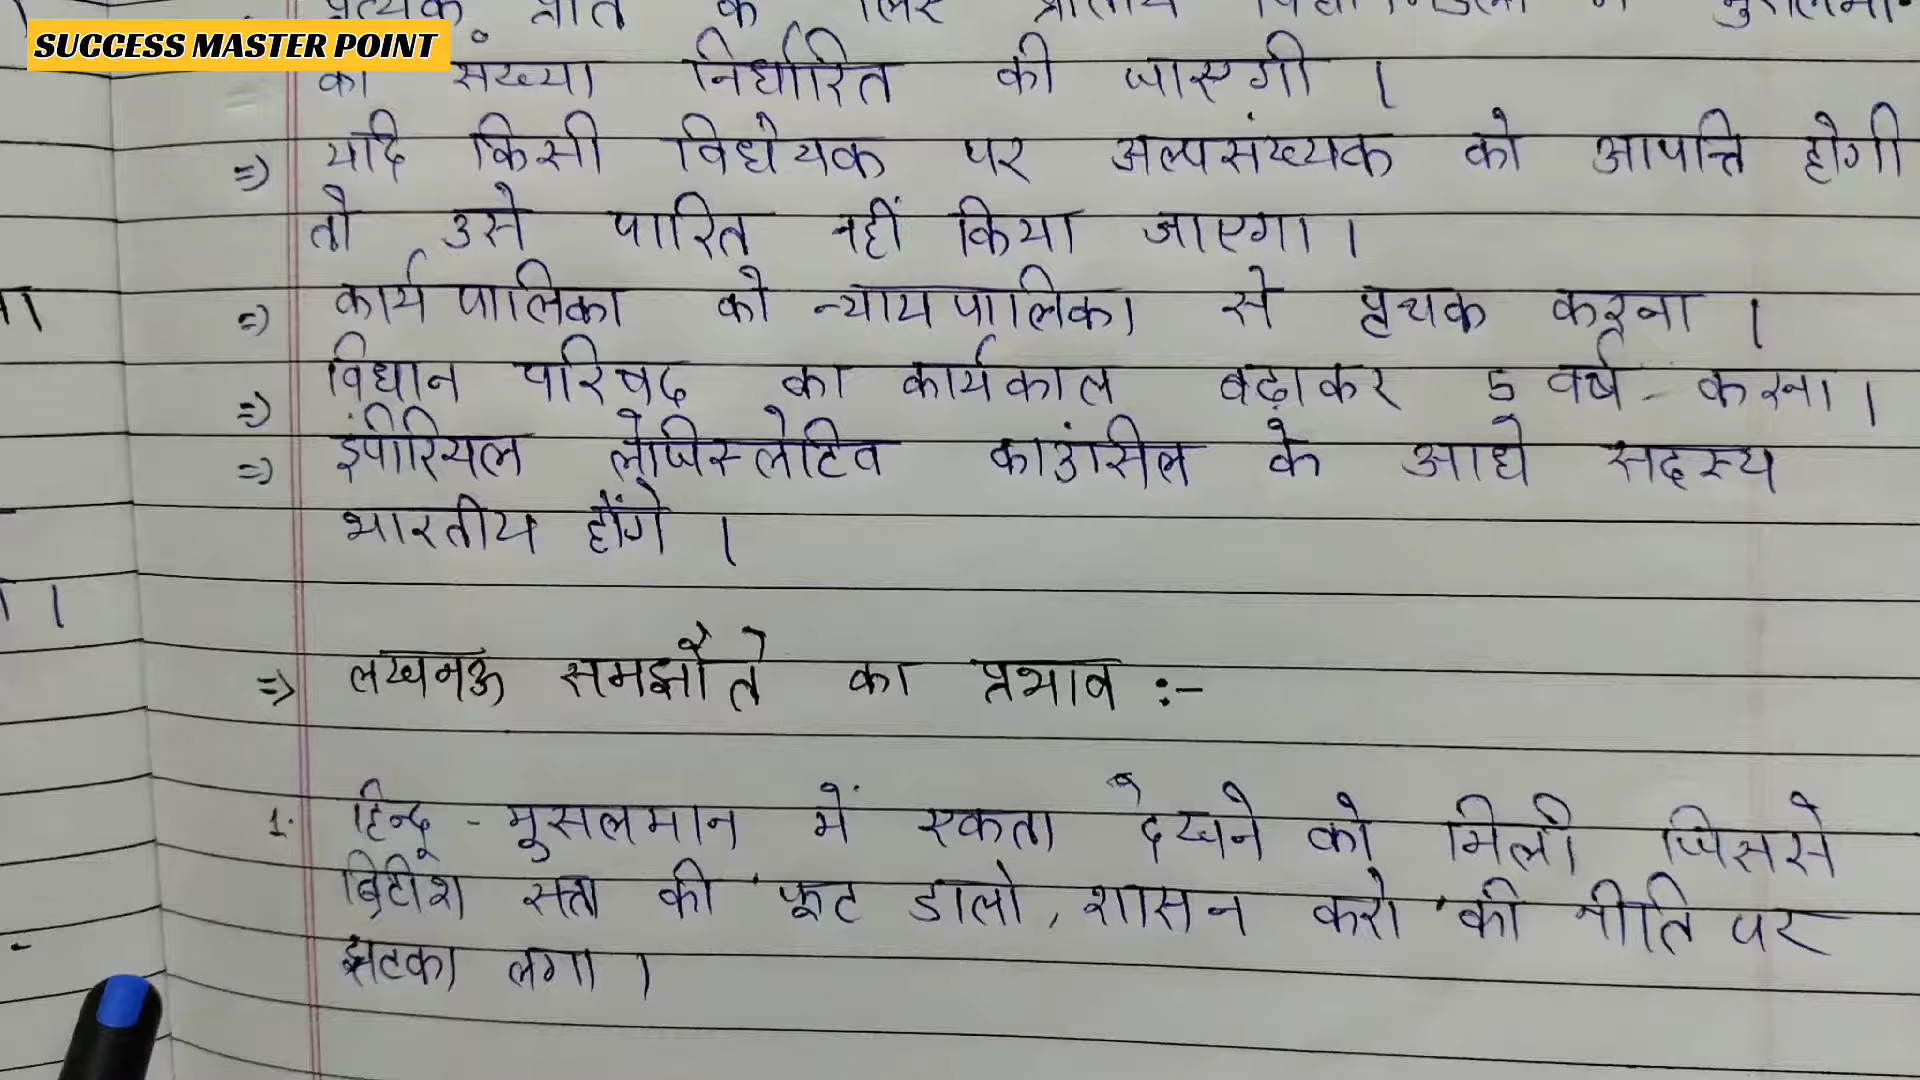 SUCCESS MASTER POINT
प्रत्येक प्रांत के लिए प्रांतीय
की संख्या निर्धारित की जाएगी ।
=) यदि किसी विधेयक पर अल्पसंख्यक को आपत्ति होगी
तो उसे पारित नहीं किया जाएगा ।
=) कार्यपालिका को न्यायपालिका से पृथक करना ।
=) विधान परिषद का कार्यकाल बढ़ाकर 5 वर्ष - करना ।
=) इंपीरियल लेजिस्लेटिव काउंसिल के आधे सदस्य
भारतीय होंगे ।
=> लखनऊ समझौते का प्रभाव :-
1. हिन्दू - मुसलमान में एकता देखने को मिली जिससे
ब्रिटीश सत्ता की 'फूट डालो, शासन करो' की नीति पर
झटका लगा ।